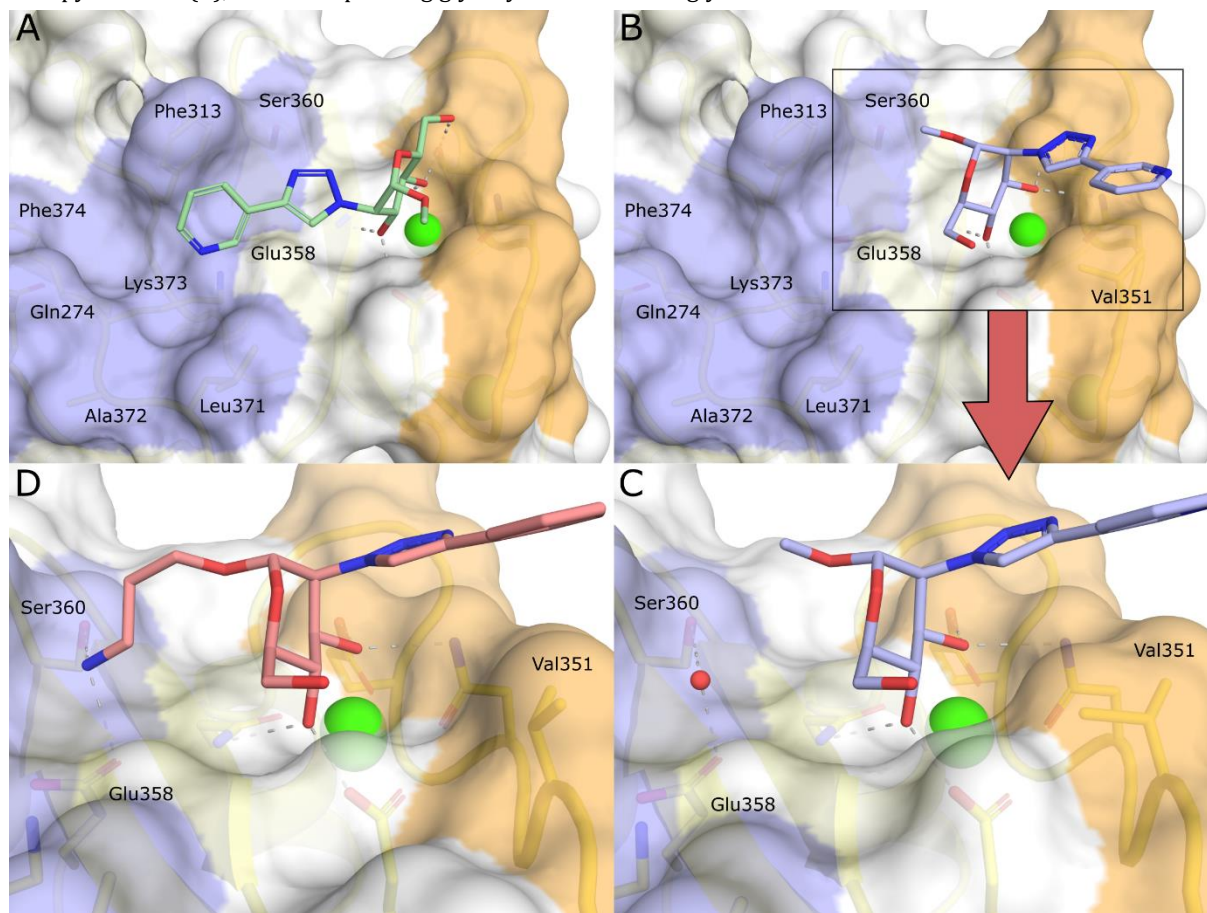 A
Phe313
Ser360
Phe374
Glu358
Lys373
Gln274
Leu371
Ala372
B
Phe313
Ser360
Phe374
Glu358
Lys373
Gln274
Val351
Leu371
Ala372
D
Ser360
Val351
Glu358
C
Ser360
Val351
Glu358